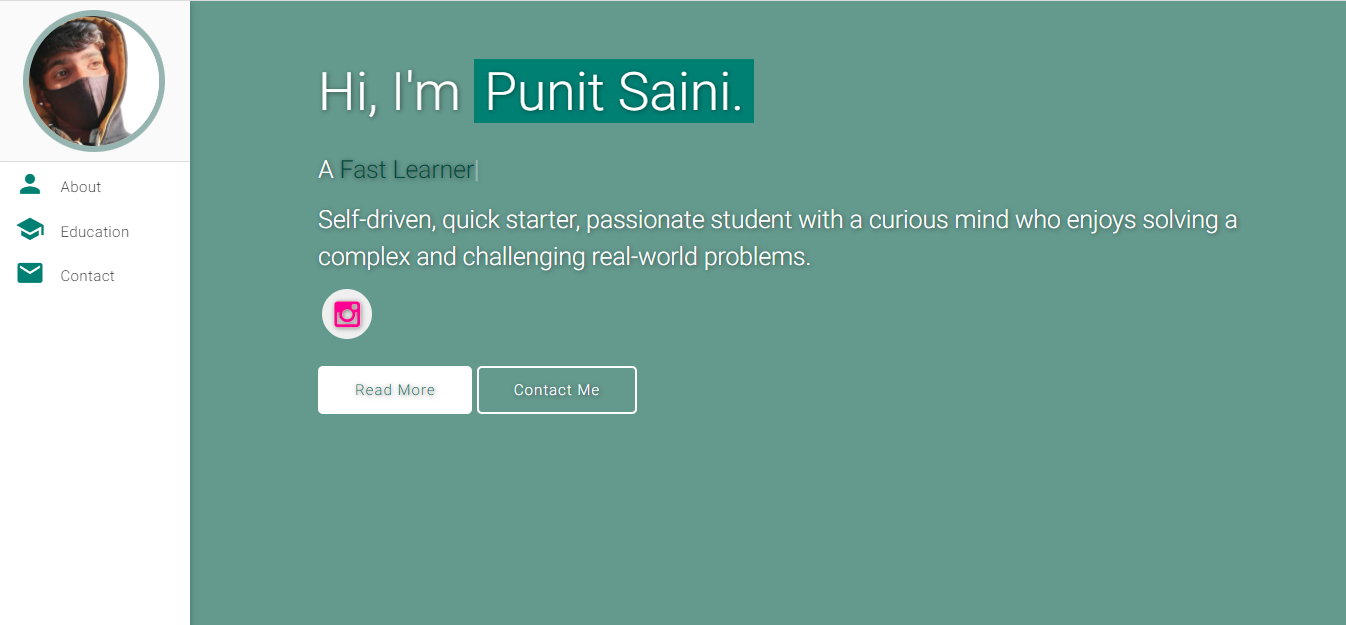 About
Education
Contact
Hi, I'm Punit Saini.
A Fast Learner
Self-driven, quick starter, passionate student with a curious mind who enjoys solving a
complex and challenging real-world problems.
Read More Contact Me